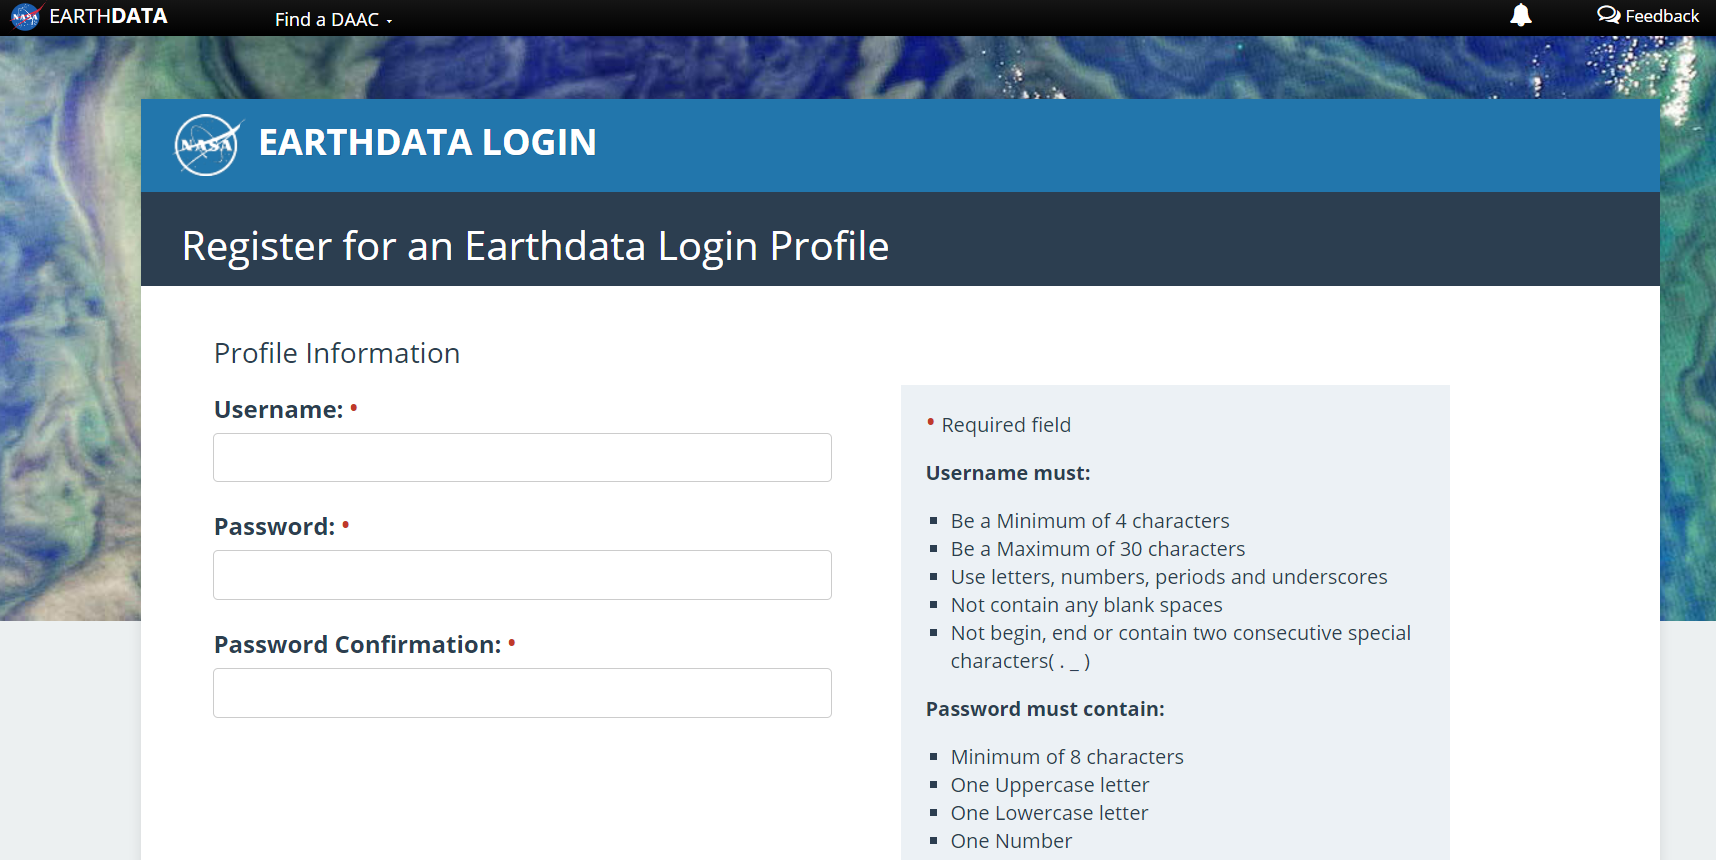 NASA EARTHDATA
Find a DAAC
Feedback
NASA EARTHDATA LOGIN
Register for an Earthdata Login Profile
Profile Information
Username: •
Password: •
Password Confirmation: •
• Required field
Username must:
Be a Minimum of 4 characters
Be a Maximum of 30 characters
Use letters, numbers, periods and underscores
Not contain any blank spaces
Not begin, end or contain two consecutive special
characters( . _ )
Password must contain:
Minimum of 8 characters
One Uppercase letter
One Lowercase letter
One Number